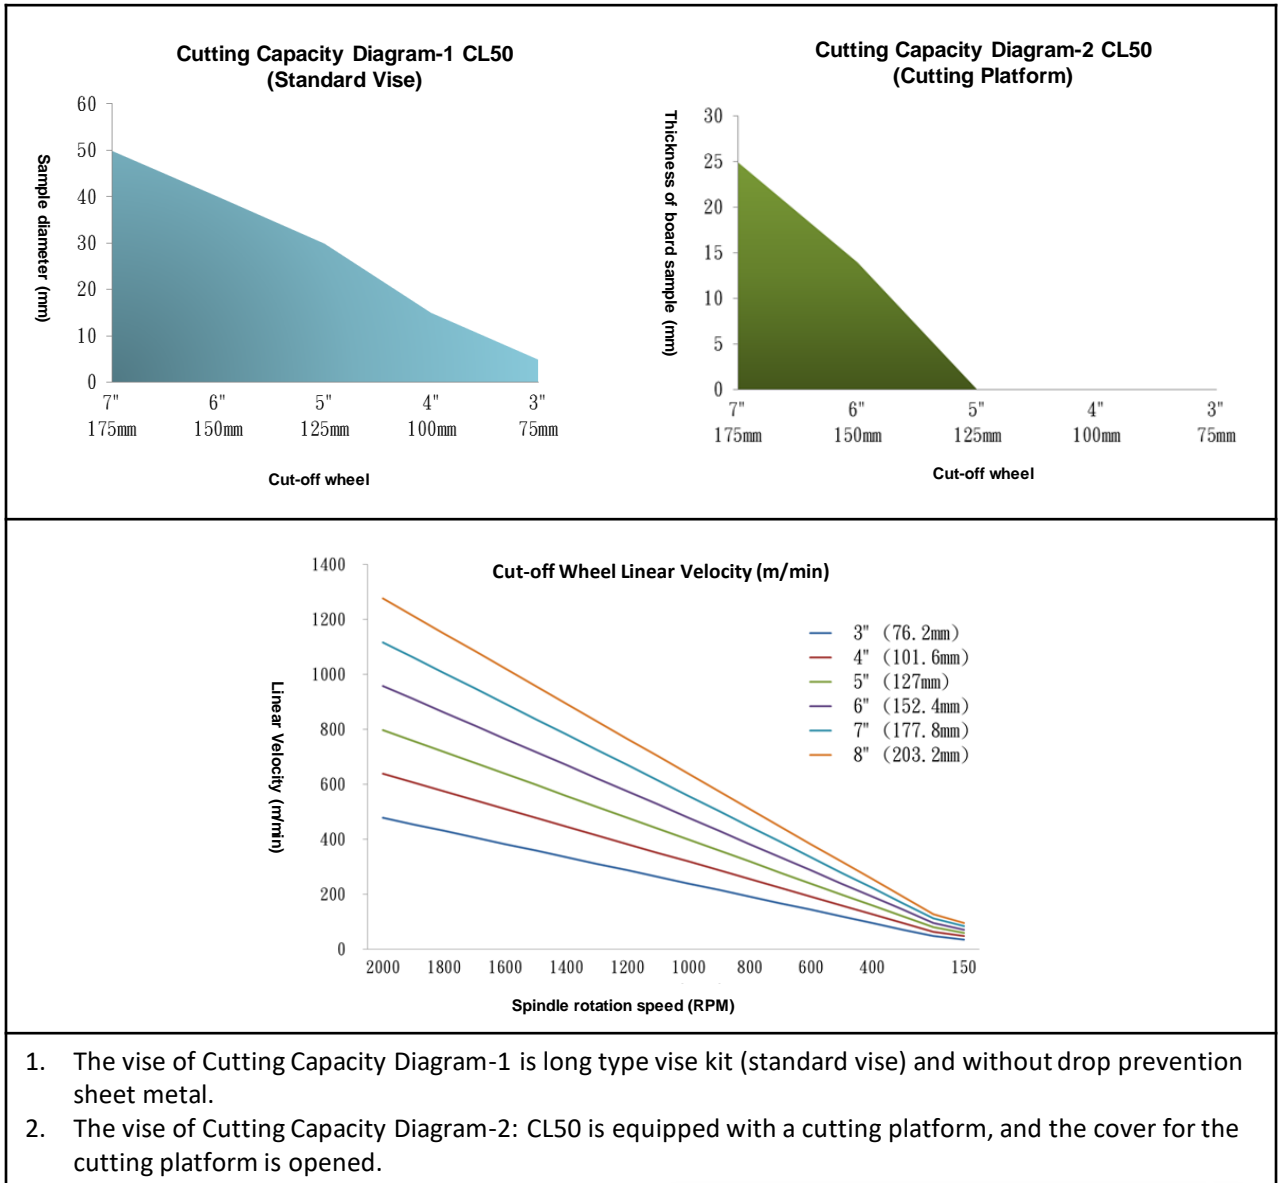 Cutting Capacity Diagram-1 CL50
(Standard Vise)
60
50
40
30
20
10
0
Sample diameter (mm)
7" 6" 5" 4" 3"
175mm 150mm 125mm 100mm 75mm
Cut-off wheel
Cutting Capacity Diagram-2 CL50
(Cutting Platform)
30
25
20
15
10
5
0
Thickness of board sample (mm)
7" 6" 5" 4" 3"
175mm 150mm 125mm 100mm 75mm
Cut-off wheel
Cut-off Wheel Linear Velocity (m/min)
1400
1200
1000
800
600
400
200
0
Linear Velocity (m/min)
3" (76.2mm)
4" (101.6mm)
5" (127mm)
6" (152.4mm)
7" (177.8mm)
8" (203.2mm)
2000 1800 1600 1400 1200 1000 800 600 400 150
Spindle rotation speed (RPM)
1. The vise of Cutting Capacity Diagram-1 is long type vise kit (standard vise) and without drop prevention
sheet metal.
2. The vise of Cutting Capacity Diagram-2: CL50 is equipped with a cutting platform, and the cover for the
cutting platform is opened.